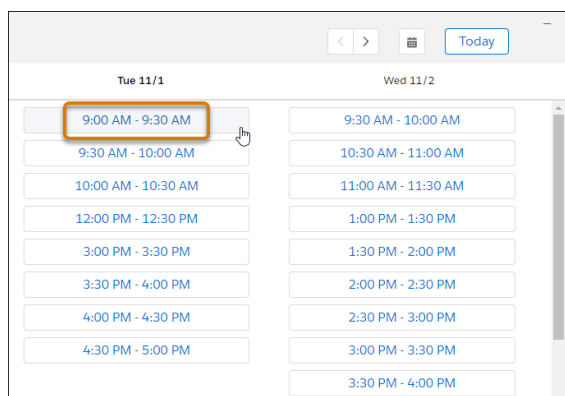 Today
Tue 11/1
Wed 11/2
9:00 AM - 9:30 AM
9:30 AM - 10:00 AM
9:30 AM - 10:00 AM
10:30 AM - 11:00 AM
10:00 AM - 10:30 AM
11:00 AM - 11:30 AM
12:00 PM - 12:30 PM
1:00 PM - 1:30 PM
3:00 PM - 3:30 PM
1:30 PM - 2:00 PM
3:30 PM - 4:00 PM
2:00 PM - 2:30 PM
4:00 PM - 4:30 PM
2:30 PM - 3:00 PM
4:30 PM - 5:00 PM
3:00 PM - 3:30 PM
3:30 PM - 4:00 PM